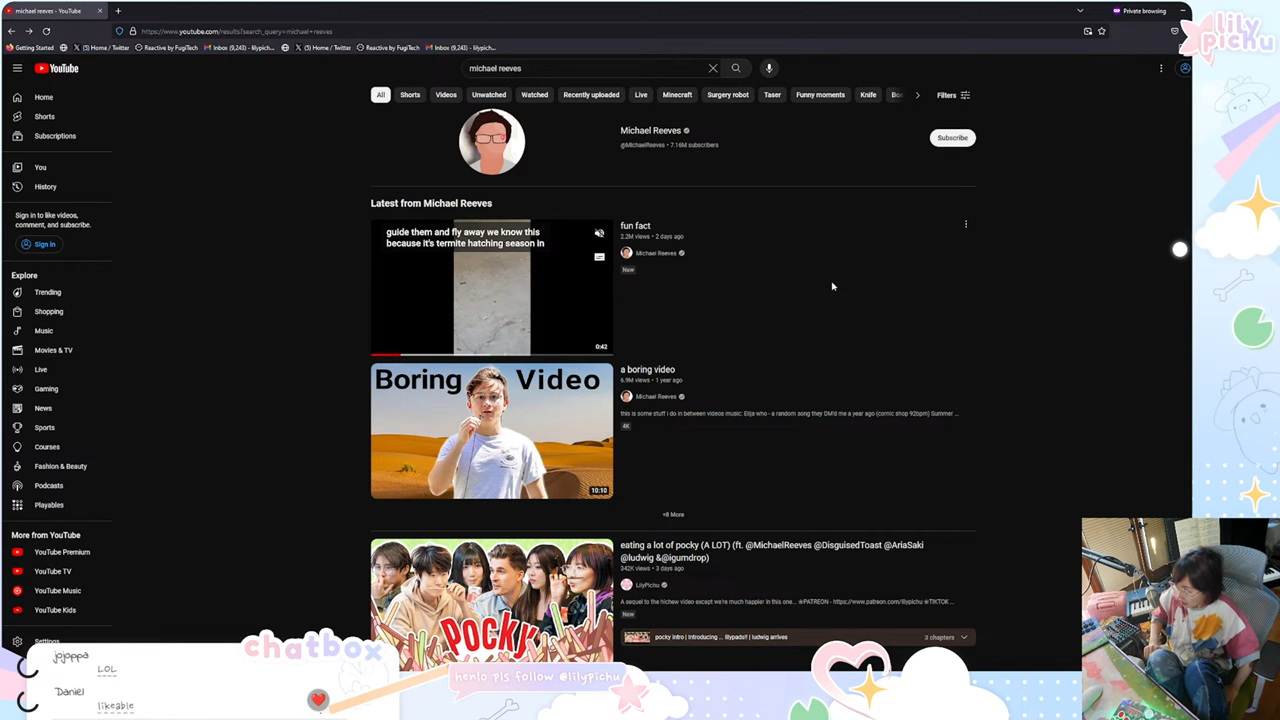 michael reeves - YouTube
Private browsing
https://www.youtube.com/results?search_query=michael+reeves
Getting Started
(5) Home / Twitter
Reactive by FugiTech
Inbox (9,243) - lilypich...
(5) Home / Twitter
Reactive by FugiTech
Inbox (9,243) - lilypich...
lily
pichu
YouTube
michael reeves
All
Shorts
Videos
Unwatched
Watched
Recently uploaded
Live
Minecraft
Surgery robot
Taser
Funny moments
Knife
Filters
Home
Shorts
Subscriptions
You
History
Sign in to like videos,
comment, and subscribe.
Sign in
Explore
Trending
Shopping
Music
Movies & TV
Live
Gaming
News
Sports
Courses
Fashion & Beauty
Podcasts
Playables
More from YouTube
YouTube Premium
YouTube TV
YouTube Music
YouTube Kids
Settings
Michael Reeves
@MichaelReeves • 7.16M subscribers
Subscribe
Latest from Michael Reeves
guide them and fly away we know this
because it's termite hatching season in
0:42
fun fact
2.2M views • 2 days ago
Michael Reeves
New
Boring Video
10:10
a boring video
6.9M views • 1 year ago
Michael Reeves
this is some stuff i do in between videos music: Elija who - a random song they DM'd me a year ago (comic shop 92bpm) Summer ...
4K
+8 More
POCKY
eating a lot of pocky (A LOT) (ft. @MichaelReeves @DisguisedToast @AriaSaki
@ludwig &@igumdrop)
342K views • 3 days ago
LilyPichu
A sequel to the hichew video except we're much happier in this one... ❀PATREON - https://www.patreon.com/lilypichu ❀TIKTOK ...
New
pocky intro | Introducing ... lilypads!! | ludwig arrives
3 chapters
chatbox
jojoppa
LOL
Daniel
likeable
henlo pls follow @lilypichu